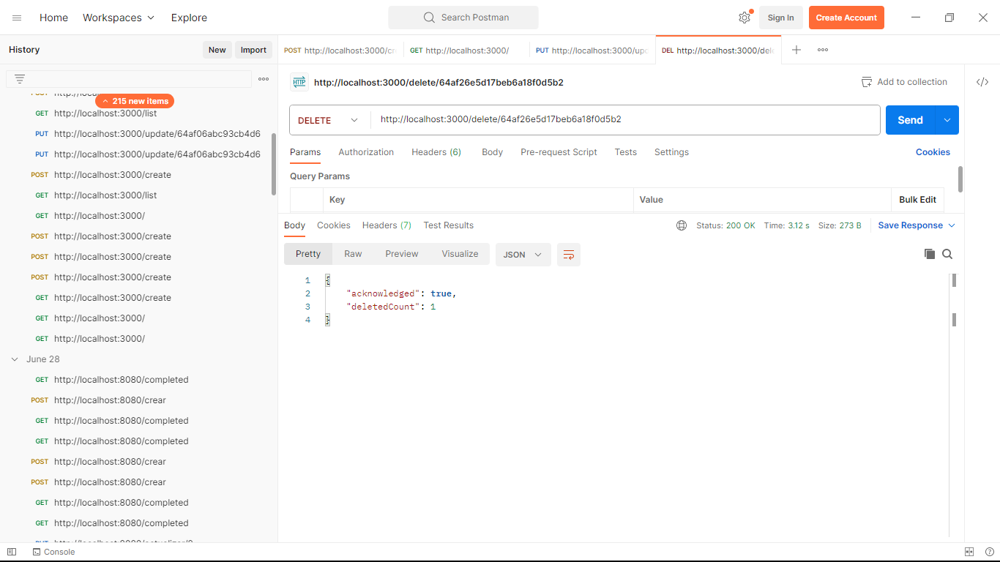 Home Workspaces Explore Search Postman Sign In Create Account
History New Import
POST http://localhost:3000/cr GET http://localhost:3000/ PUT http://localhost:3000/upd DEL http://localhost:3000/dele
215 new items
GET http://localhost:3000/list
PUT http://localhost:3000/update/64af06abc93cb4d6
PUT http://localhost:3000/update/64af06abc93cb4d6
POST http://localhost:3000/create
GET http://localhost:3000/list
GET http://localhost:3000/
POST http://localhost:3000/create
POST http://localhost:3000/create
POST http://localhost:3000/create
GET http://localhost:3000/create
GET http://localhost:3000/
GET http://localhost:3000/
June 28
GET http://localhost:8080/completed
POST http://localhost:8080/crear
GET http://localhost:8080/completed
GET http://localhost:8080/completed
POST http://localhost:8080/crear
POST http://localhost:8080/crear
GET http://localhost:8080/completed
GET http://localhost:8080/completed
HTTP http://localhost:3000/delete/64af26e5d17beb6a18f0d5b2 Add to collection
DELETE http://localhost:3000/delete/64af26e5d17beb6a18f0d5b2 Send
Params Authorization Headers (6) Body Pre-request Script Tests Settings Cookies
Query Params
Key Value Bulk Edit
Body Cookies Headers (7) Test Results Status: 200 OK Time: 3.12 s Size: 273 B Save Response
Pretty Raw Preview Visualize JSON
1 {
2 "acknowledged": true,
3 "deletedCount": 1
4 }
Console